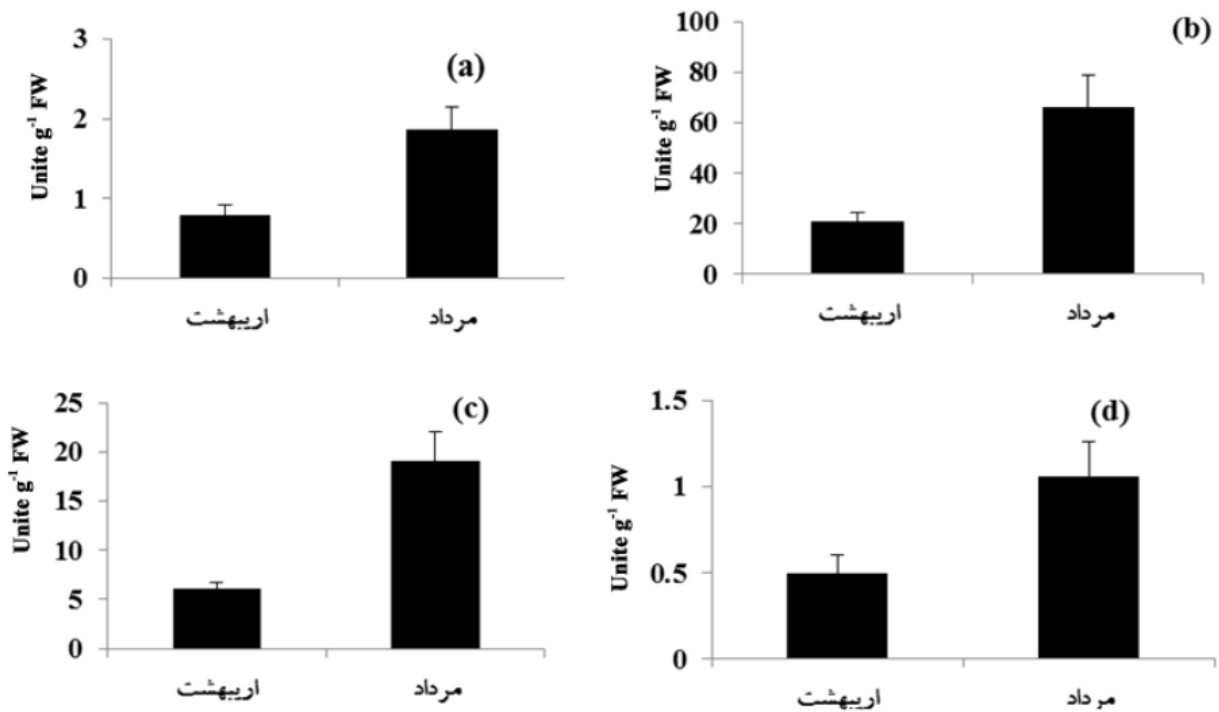 (a)
Unite g⁻¹ FW
3
2
1
0
اریبهشت
مرداد
(b)
Unite g⁻¹ FW
100
80
60
40
20
0
اریبهشت
مرداد
(c)
Unite g⁻¹ FW
25
20
15
10
5
0
اریبهشت
مرداد
(d)
Unite g⁻¹ FW
1.5
1
0.5
0
اریبهشت
مرداد